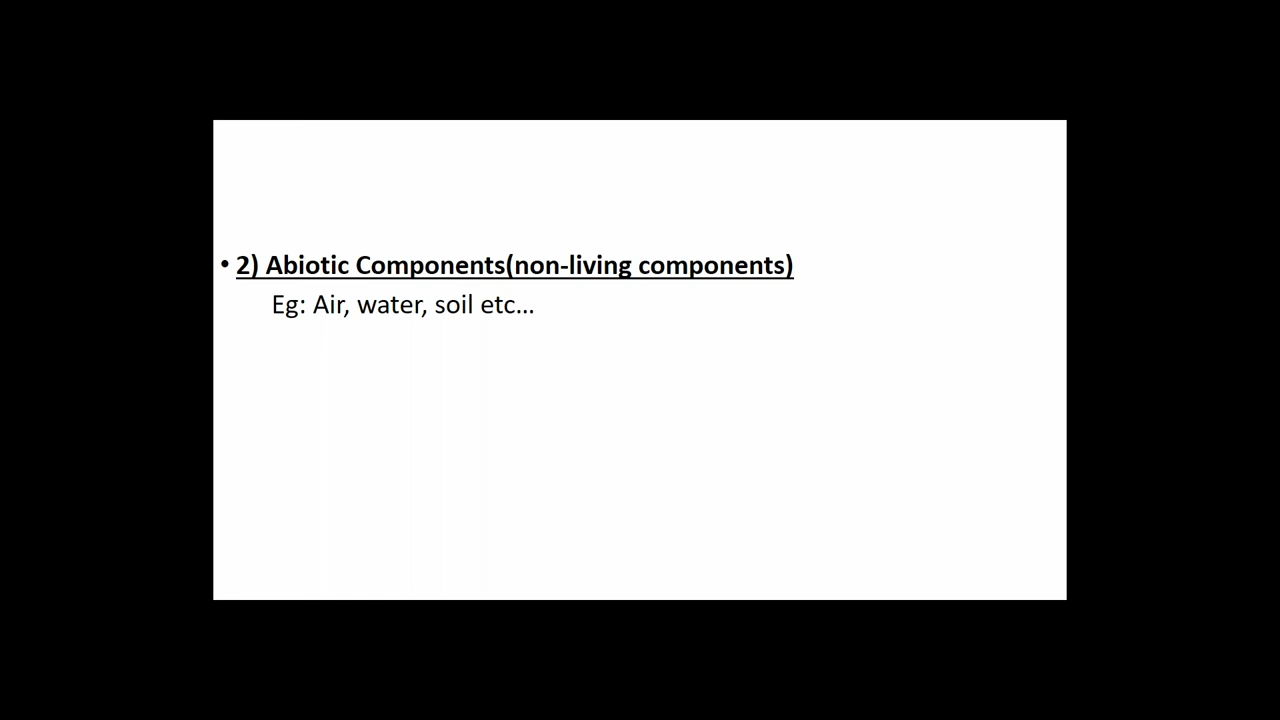 • 2) Abiotic Components(non-living components)
Eg: Air, water, soil etc...